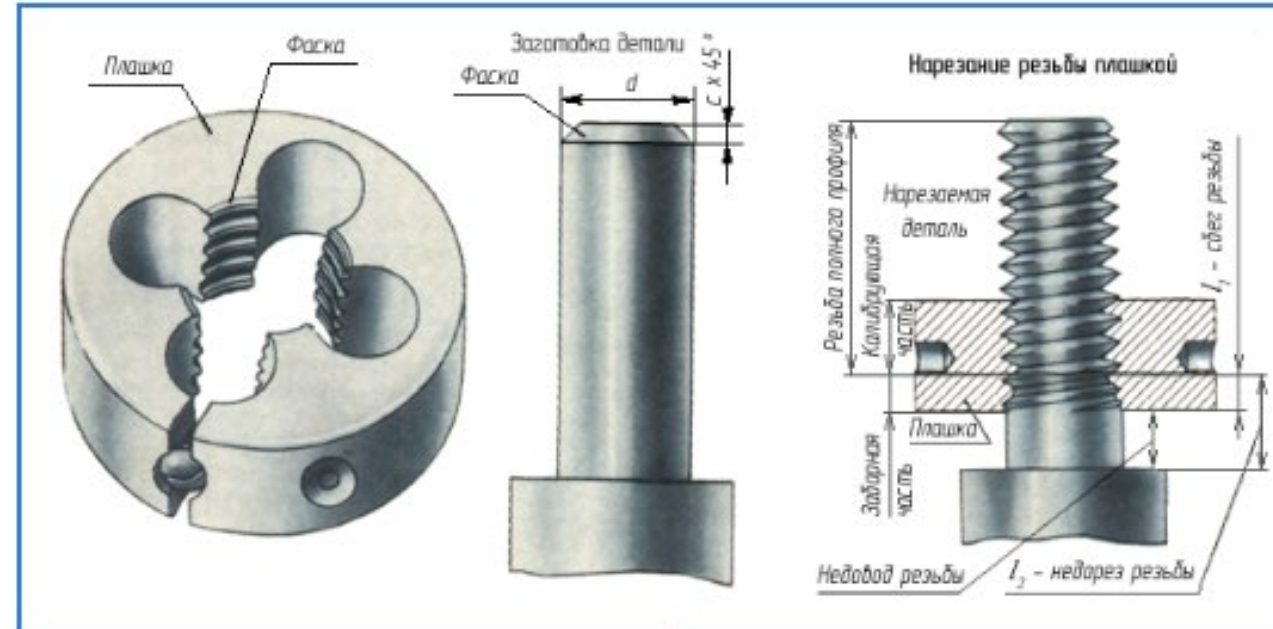 Плашка
Фаска
Заготовка детали
Фаска
d
c x 45°
Нарезание резьбы плашкой
Резьба полного профиля
Нарезаемая
деталь
Калибрующая
часть
l₁ - сбег резьбы
Плашка
Заборная
часть
Недовод резьбы
l₂ - недорез резьбы